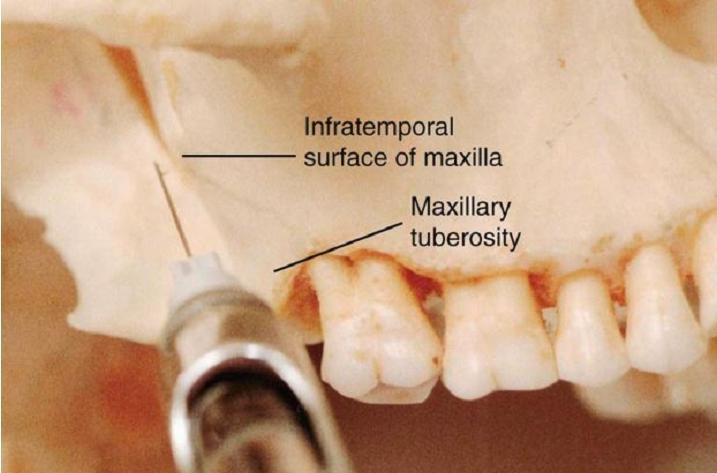 Infratemporal
surface of maxilla
Maxillary
tuberosity